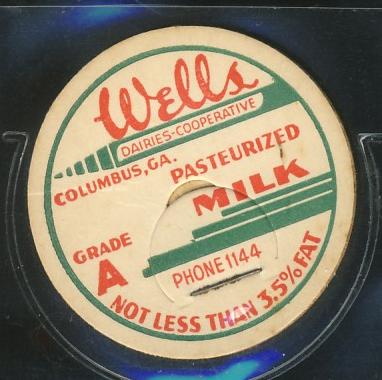 Wells
DAIRIES-COOPERATIVE
COLUMBUS, GA.
PASTEURIZED
MILK
GRADE
A
PHONE 1144
NOT LESS THAN 3.5% FAT